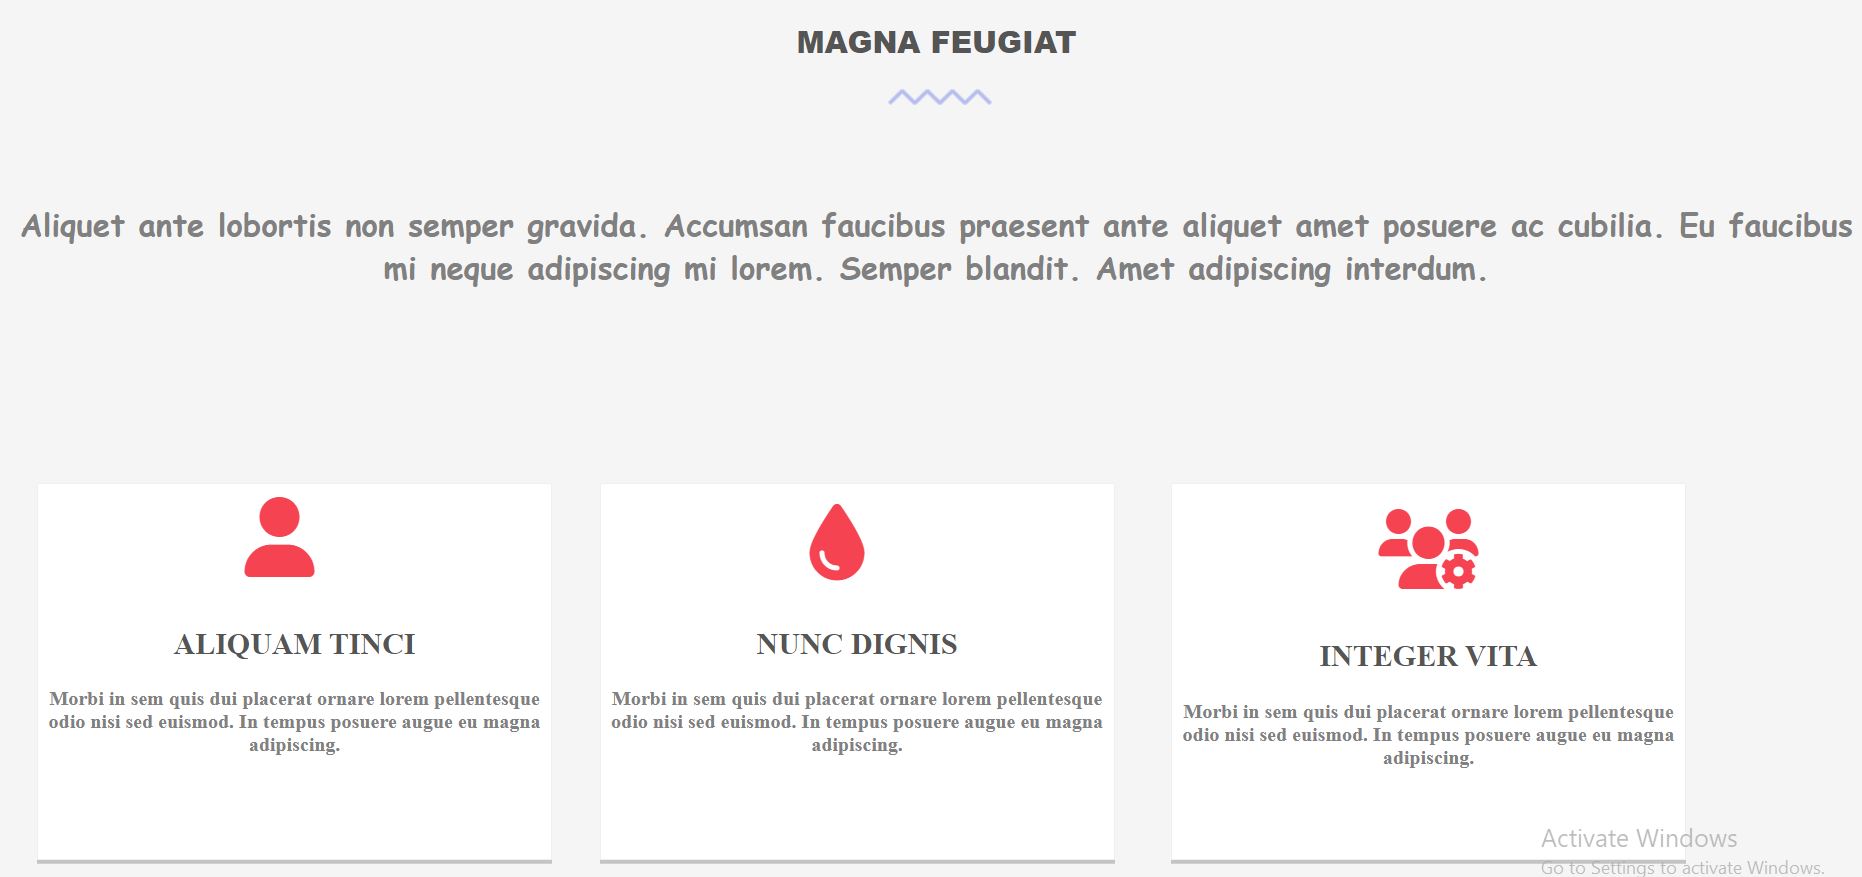 MAGNA FEUGIAT
Aliquet ante lobortis non semper gravida. Accumsan faucibus praesent ante aliquet amet posuere ac cubilia. Eu faucibus
mi neque adipiscing mi lorem. Semper blandit. Amet adipiscing interdum.
ALIQUAM TINCI
Morbi in sem quis dui placerat ornare lorem pellentesque
odio nisi sed euismod. In tempus posuere augue eu magna
adipiscing.
NUNC DIGNIS
Morbi in sem quis dui placerat ornare lorem pellentesque
odio nisi sed euismod. In tempus posuere augue eu magna
adipiscing.
INTEGER VITA
Morbi in sem quis dui placerat ornare lorem pellentesque
odio nisi sed euismod. In tempus posuere augue eu magna
adipiscing.
Activate Windows
Go to Settings to activate Windows.